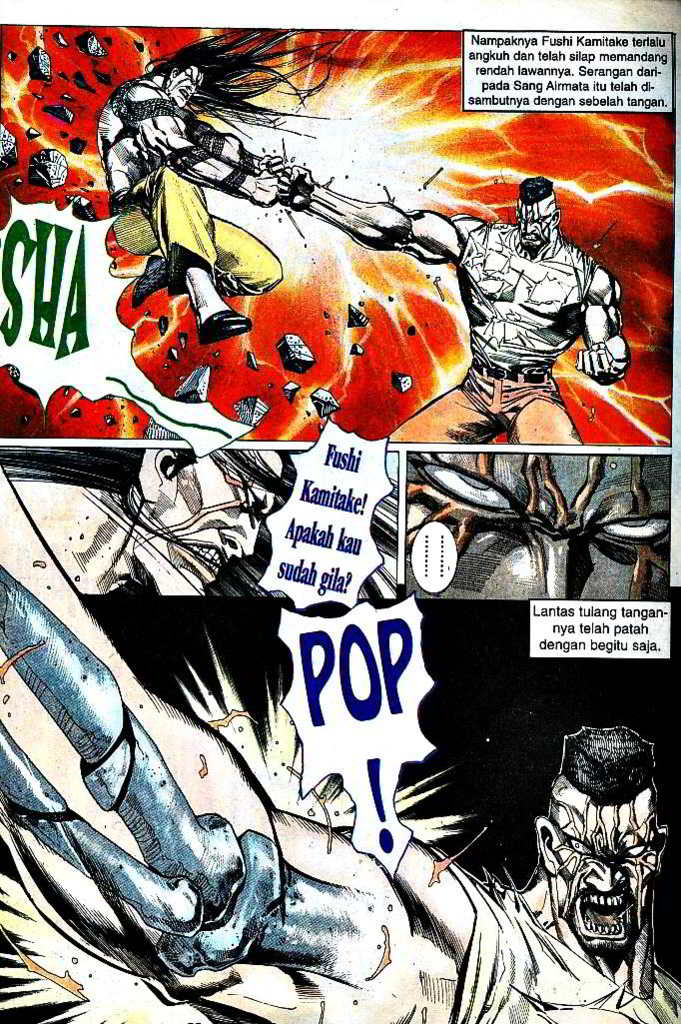 Nampaknya Fushi Kamitake terlalu
angkuh dan telah silap memandang
rendah lawannya. Serangan dari-
pada Sang Airmata itu telah di-
sambutnya dengan sebelah tangan.
SHA
Fushi
Kamitake!
Apakah kau
sudah gila?
.......
Lantas tulang tangan-
nya telah patah
dengan begitu saja.
POP
!